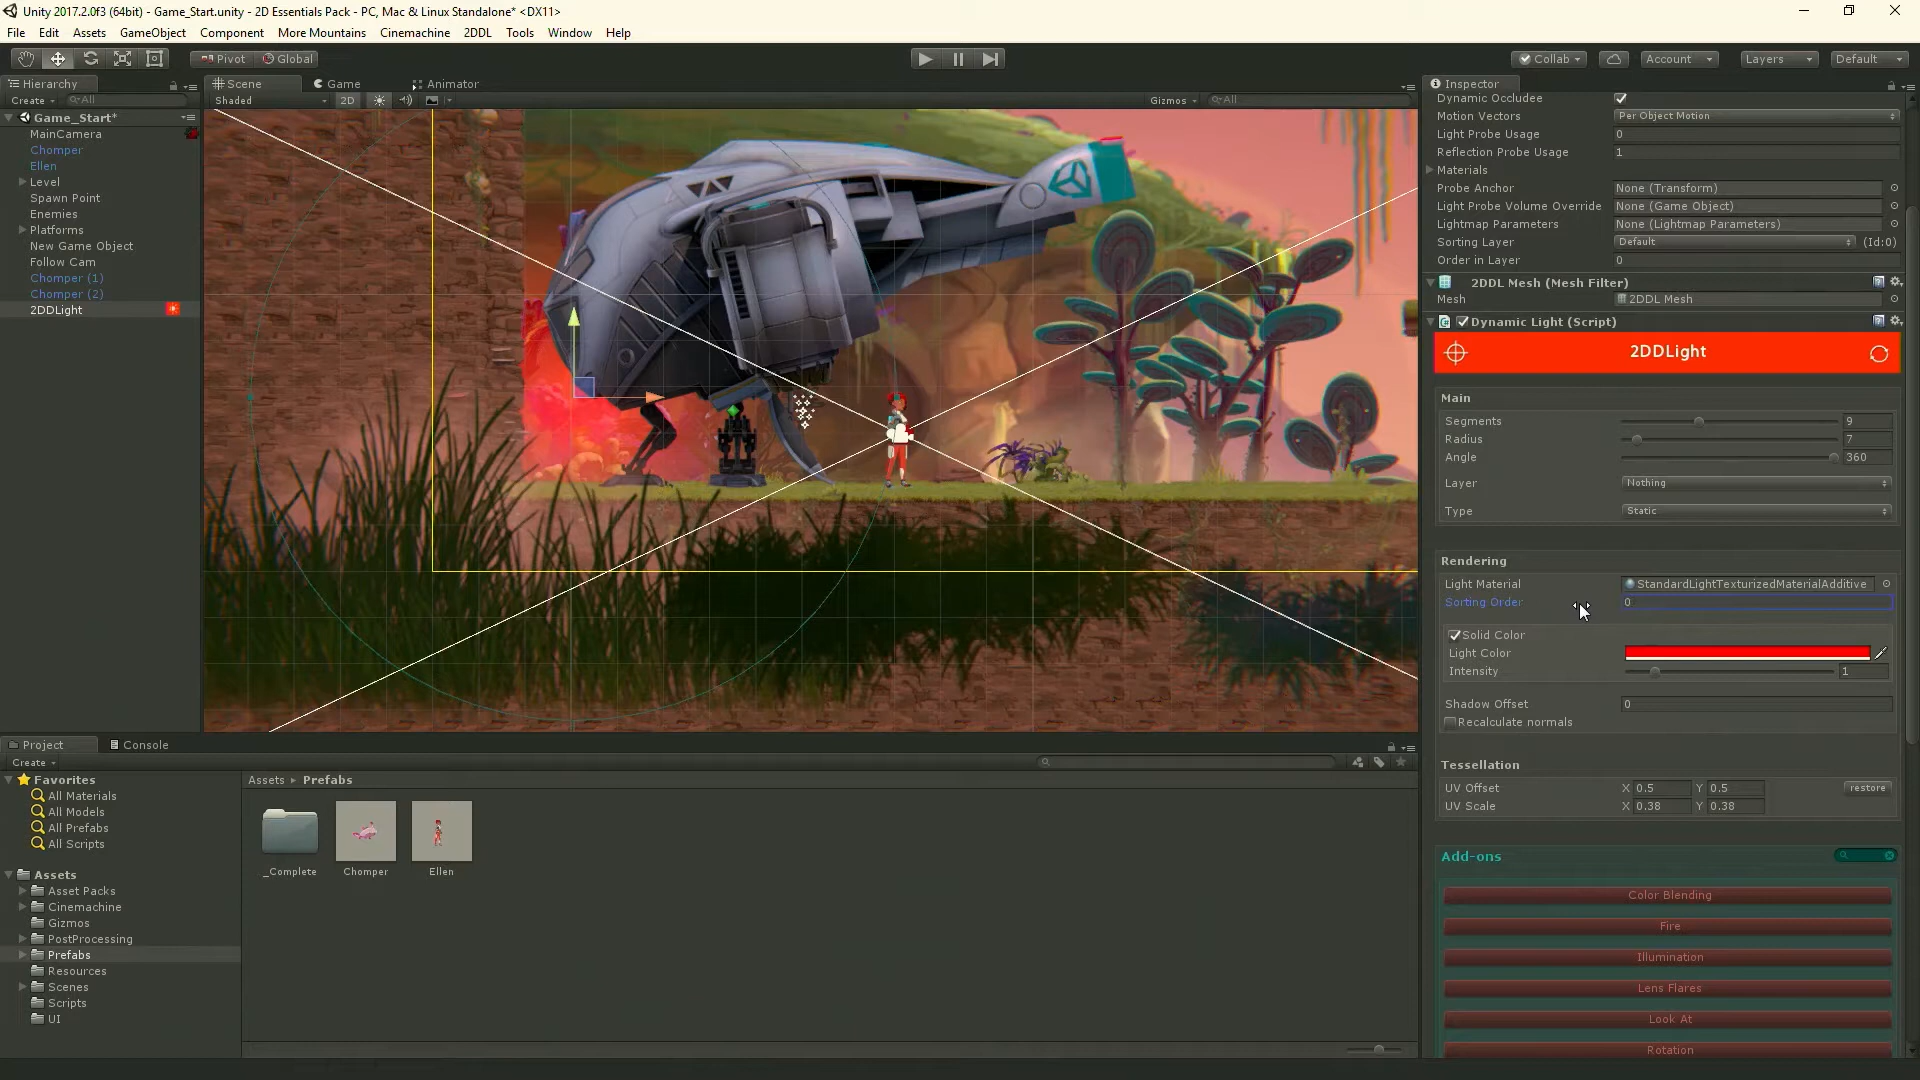 Unity 2017.2.0f3 (64bit) - Game_Start.unity - 2D Essentials Pack - PC, Mac & Linux Standalone* <DX11>
File Edit Assets GameObject Component More Mountains Cinemachine 2DDL Tools Window Help
Pivot Global Collab Account Layers Default
Hierarchy
Create All
Game_Start*
MainCamera
Chomper
Ellen
Level
Spawn Point
Enemies
Platforms
New Game Object
Follow Cam
Chomper (1)
Chomper (2)
2DDLight
Scene Game Animator
Shaded 2D Gizmos All
Inspector
Dynamic Occludee
Motion Vectors Per Object Motion
Light Probe Usage 0
Reflection Probe Usage 1
Materials
Probe Anchor None (Transform)
Light Probe Volume Override None (Game Object)
Lightmap Parameters None (Lightmap Parameters)
Sorting Layer Default (Id:0)
Order in Layer 0
2DDL Mesh (Mesh Filter)
Mesh 2DDL Mesh
Dynamic Light (Script)
2DDLight
Main
Segments 9
Radius 7
Angle 360
Layer Nothing
Type Static
Rendering
Light Material StandardLightTexturizedMaterialAdditive
Sorting Order 0
Solid Color
Light Color
Intensity 1
Shadow Offset 0
Recalculate normals
Tessellation
UV Offset X 0.5 Y 0.5 restore
UV Scale X 0.38 Y 0.38
Add-ons
Color Blending
Fire
Illumination
Lens Flares
Look At
Rotation
Project Console
Create
Favorites
All Materials
All Models
All Prefabs
All Scripts
Assets
Asset Packs
Cinemachine
Gizmos
PostProcessing
Prefabs
Resources
Scenes
Scripts
UI
Assets Prefabs
_Complete Chomper Ellen